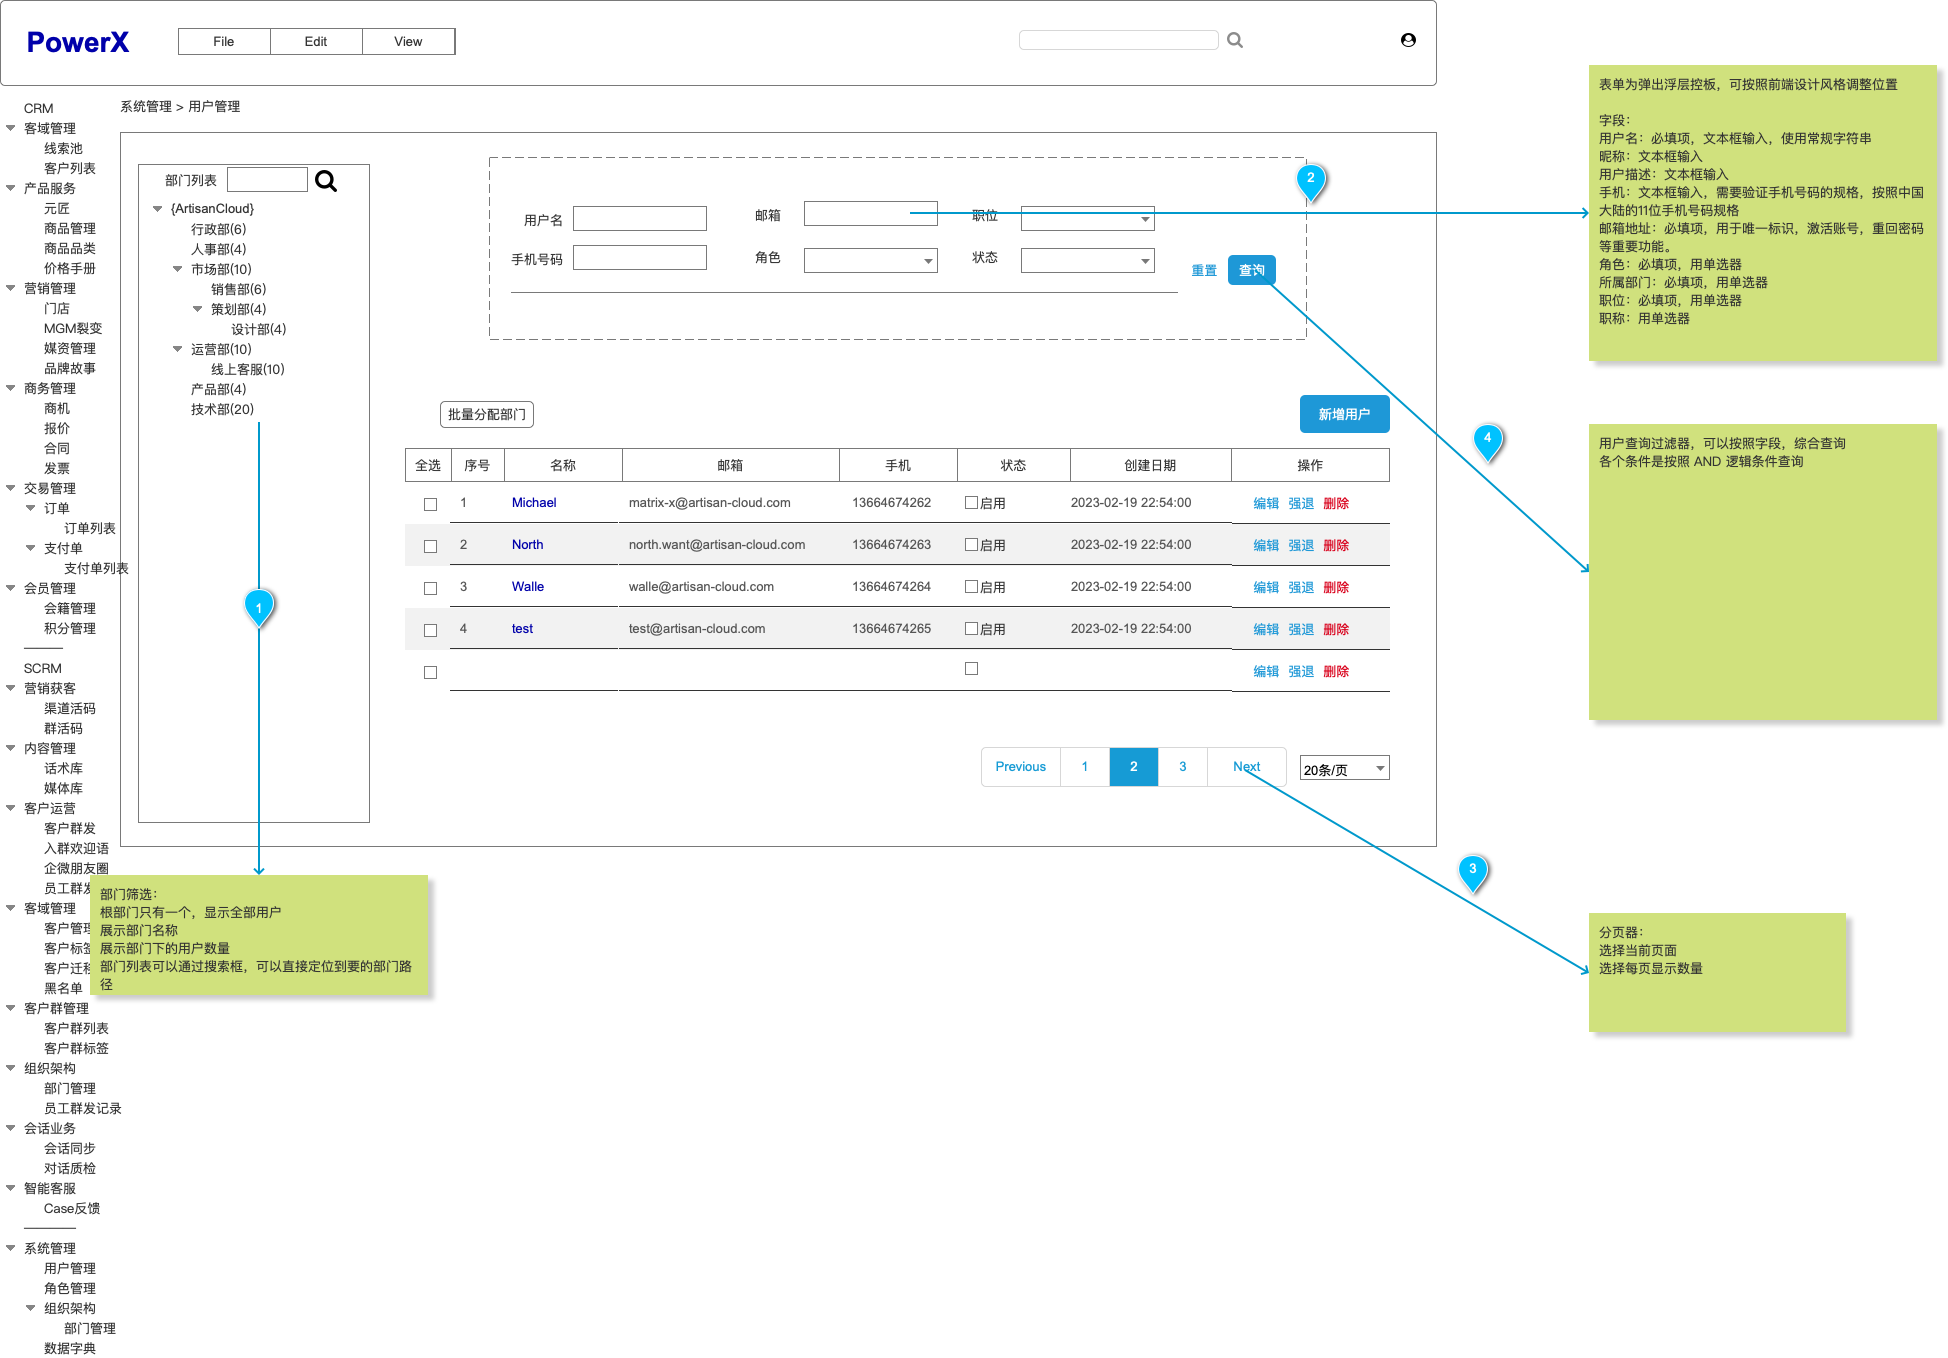 PowerX
File
Edit
View
CRM
客域管理
线索池
客户列表
产品服务
元匠
商品管理
商品品类
价格手册
营销管理
门店
MGM裂变
媒资管理
品牌故事
商务管理
商机
报价
合同
发票
交易管理
订单
订单列表
支付单
支付单列表
会员管理
会籍管理
积分管理
SCRM
营销获客
渠道活码
群活码
内容管理
话术库
媒体库
客户运营
客户群发
入群欢迎语
企微朋友圈
员工群发
客域管理
客户管理
客户标签
客户迁移
黑名单
客户群管理
客户群列表
客户群标签
组织架构
部门管理
员工群发记录
会话业务
会话同步
对话质检
智能客服
Case反馈
系统管理
用户管理
角色管理
组织架构
部门管理
数据字典
系统管理 > 用户管理
部门列表
{ArtisanCloud}
行政部(6)
人事部(4)
市场部(10)
销售部(6)
策划部(4)
设计部(4)
运营部(10)
线上客服(10)
产品部(4)
技术部(20)
1
部门筛选：
根部门只有一个，显示全部用户
展示部门名称
展示部门下的用户数量
部门列表可以通过搜索框，可以直接定位到要的部门路
径
用户名
邮箱
职位
手机号码
角色
状态
重置
查询
2
批量分配部门
新增用户
全选 序号 名称 邮箱 手机 状态 创建日期 操作
1 Michael matrix-x@artisan-cloud.com 13664674262 启用 2023-02-19 22:54:00 编辑 强退 删除
2 North north.want@artisan-cloud.com 13664674263 启用 2023-02-19 22:54:00 编辑 强退 删除
3 Walle walle@artisan-cloud.com 13664674264 启用 2023-02-19 22:54:00 编辑 强退 删除
4 test test@artisan-cloud.com 13664674265 启用 2023-02-19 22:54:00 编辑 强退 删除
编辑 强退 删除
Previous 1 2 3 Next
20条/页
表单为弹出浮层控板，可按照前端设计风格调整位置
字段：
用户名：必填项，文本框输入，使用常规字符串
昵称：文本框输入
用户描述：文本框输入
手机：文本框输入，需要验证手机号码的规格，按照中国
大陆的11位手机号码规格
邮箱地址：必填项，用于唯一标识，激活账号，重回密码
等重要功能。
角色：必填项，用单选器
所属部门：必填项，用单选器
职位：必填项，用单选器
职称：用单选器
4
用户查询过滤器，可以按照字段，综合查询
各个条件是按照 AND 逻辑条件查询
3
分页器：
选择当前页面
选择每页显示数量